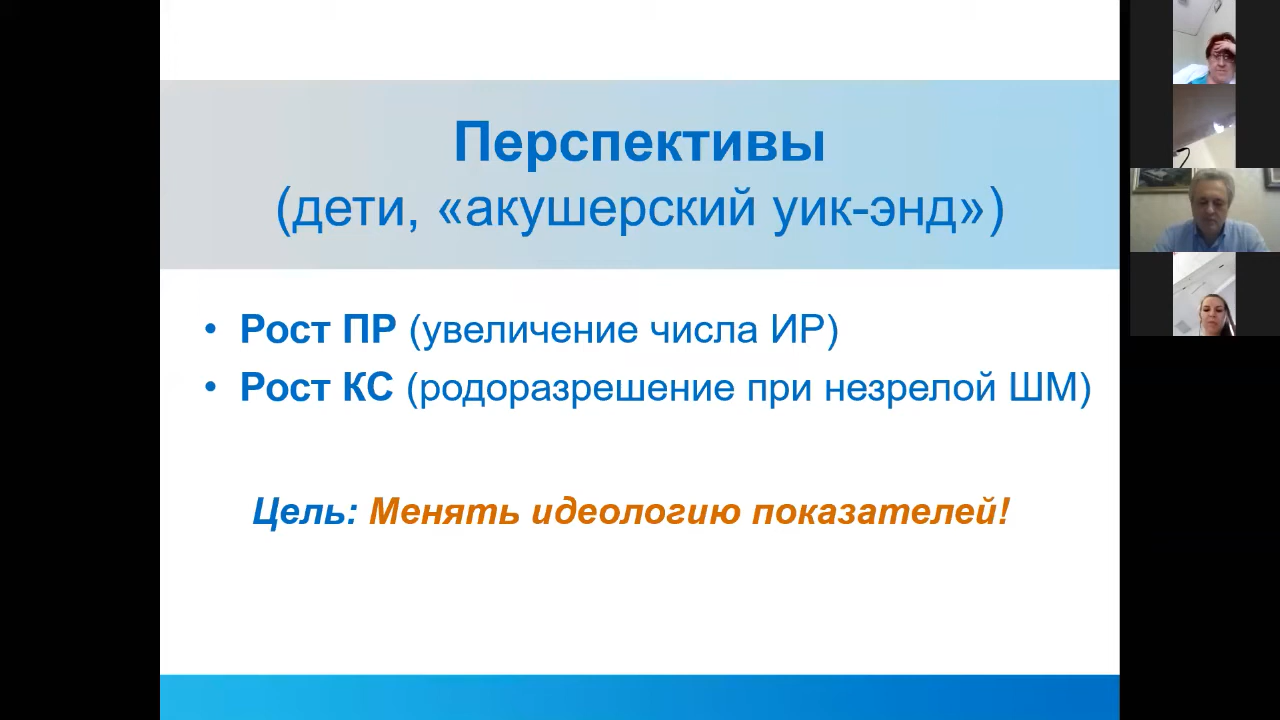 Перспективы
(дети, «акушерский уик-энд»)
• Рост ПР (увеличение числа ИР)
• Рост КС (родоразрешение при незрелой ШМ)
Цель: Менять идеологию показателей!